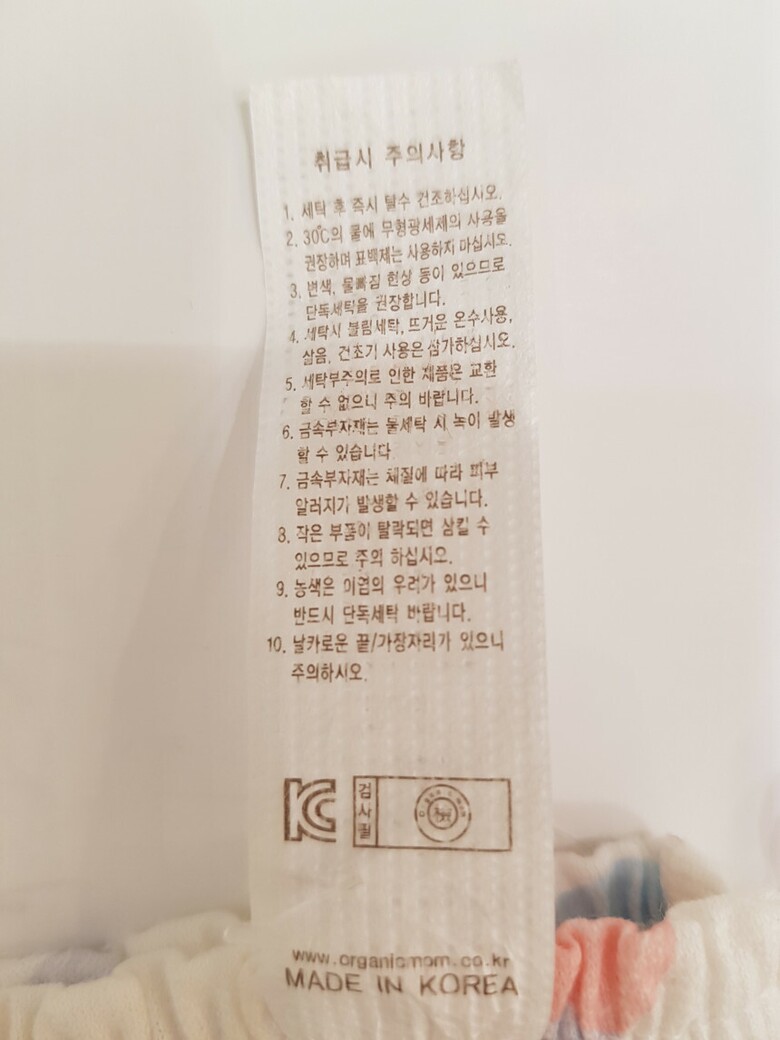 취급시 주의사항
1. 세탁 후 즉시 탈수 건조하십시오.
2. 30℃의 물에 무형광세제의 사용을
권장하며 표백제는 사용하지 마십시오.
3. 변색, 물빠짐 현상 등이 있으므로
단독세탁을 권장합니다.
4. 세탁시 불림세탁, 뜨거운 온수사용,
삶음, 건조기 사용은 삼가하십시오.
5. 세탁부주의로 인한 제품은 교환
할 수 없으니 주의 바랍니다.
6. 금속부자재는 물세탁 시 녹이 발생
할 수 있습니다
7. 금속부자재는 체질에 따라 피부
알러지가 발생할 수 있습니다.
8. 작은 부품이 탈락되면 삼킬 수
있으므로 주의 하십시오.
9. 농색은 이염의 우려가 있으니
반드시 단독세탁 바랍니다.
10. 날카로운 끝/가장자리가 있으니
주의하시오.
KC 검사필
www.organicmom.co.kr
MADE IN KOREA